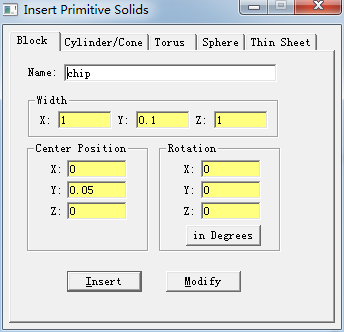 Insert Primitive Solids
Block Cylinder/Cone Torus Sphere Thin Sheet
Name: chip
Width
X: 1 Y: 0.1 Z: 1
Center Position
X: 0
Y: 0.05
Z: 0
Rotation
X: 0
Y: 0
Z: 0
in Degrees
Insert Modify